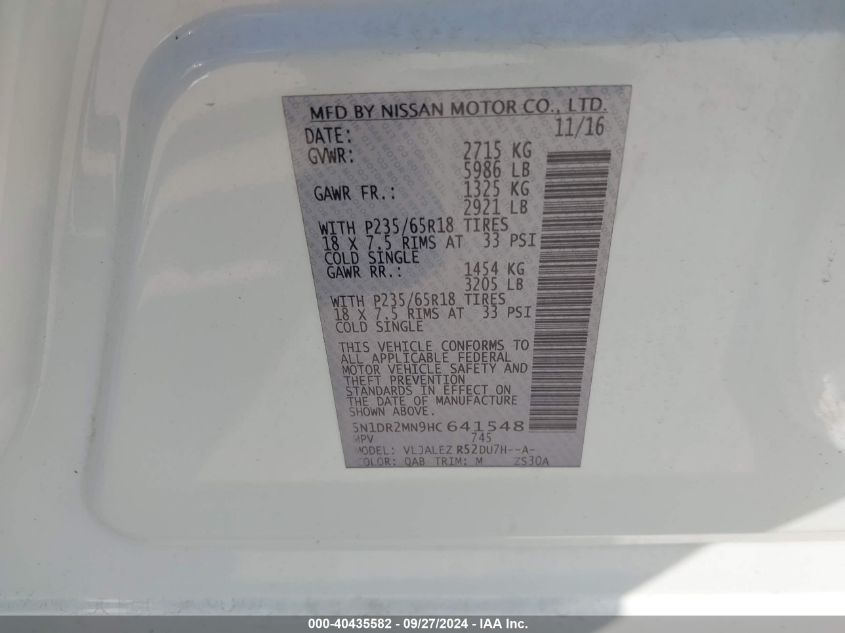 MFD BY NISSAN MOTOR CO., LTD.
DATE: 11/16
GVWR: 2715 KG
5986 LB
GAWR FR.: 1325 KG
2921 LB
WITH P235/65R18 TIRES
18 X 7.5 RIMS AT 33 PSI
COLD SINGLE
GAWR RR.: 1454 KG
3205 LB
WITH P235/65R18 TIRES
18 X 7.5 RIMS AT 33 PSI
COLD SINGLE
THIS VEHICLE CONFORMS TO
ALL APPLICABLE FEDERAL
MOTOR VEHICLE SAFETY AND
THEFT PREVENTION
STANDARDS IN EFFECT ON
THE DATE OF MANUFACTURE
SHOWN ABOVE.
5N1DR2MN9HC641548
MPV 745
MODEL: VLJALEZ R52DU7H--A-
COLOR: QAB TRIM: M ZS30A
000-40435582 - 09/27/2024 - IAA Inc.